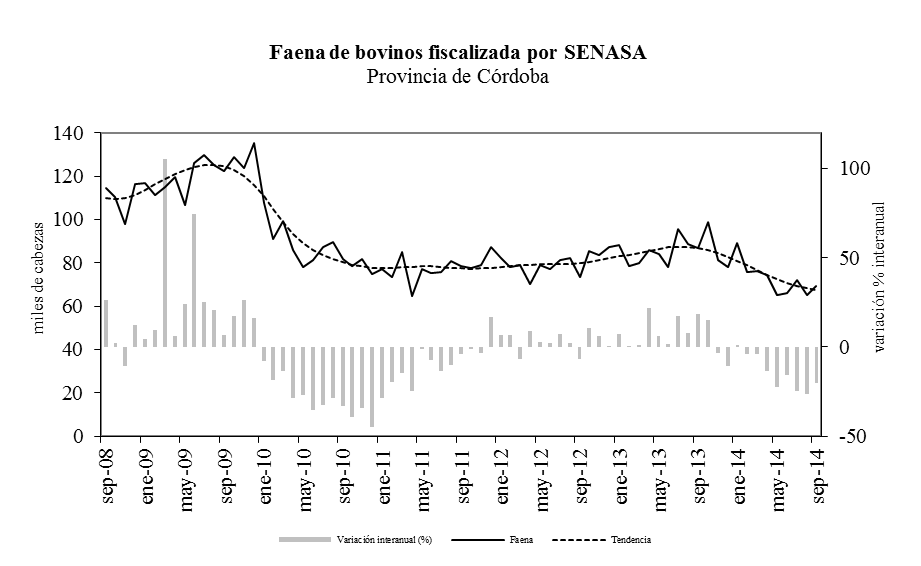 Faena de bovinos fiscalizada por SENASA
Provincia de Córdoba
miles de cabezas
140
120
100
80
60
40
20
0
100
50
0
-50
variación % interanual
sep-08
ene-09
may-09
sep-09
ene-10
may-10
sep-10
ene-11
may-11
sep-11
ene-12
may-12
sep-12
ene-13
may-13
sep-13
ene-14
may-14
sep-14
Variación interanual (%)
Faena
Tendencia